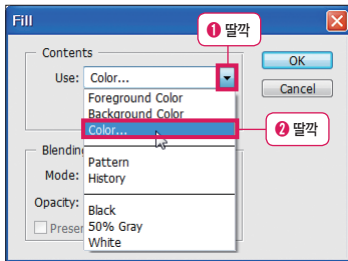 Fill
❶ 딸깍
Contents
Use: Color...
OK
Cancel
Foreground Color
Background Color
Color...
❷ 딸깍
Blending
Mode:
Pattern
History
Opacity:
Black
Preser
50% Gray
White